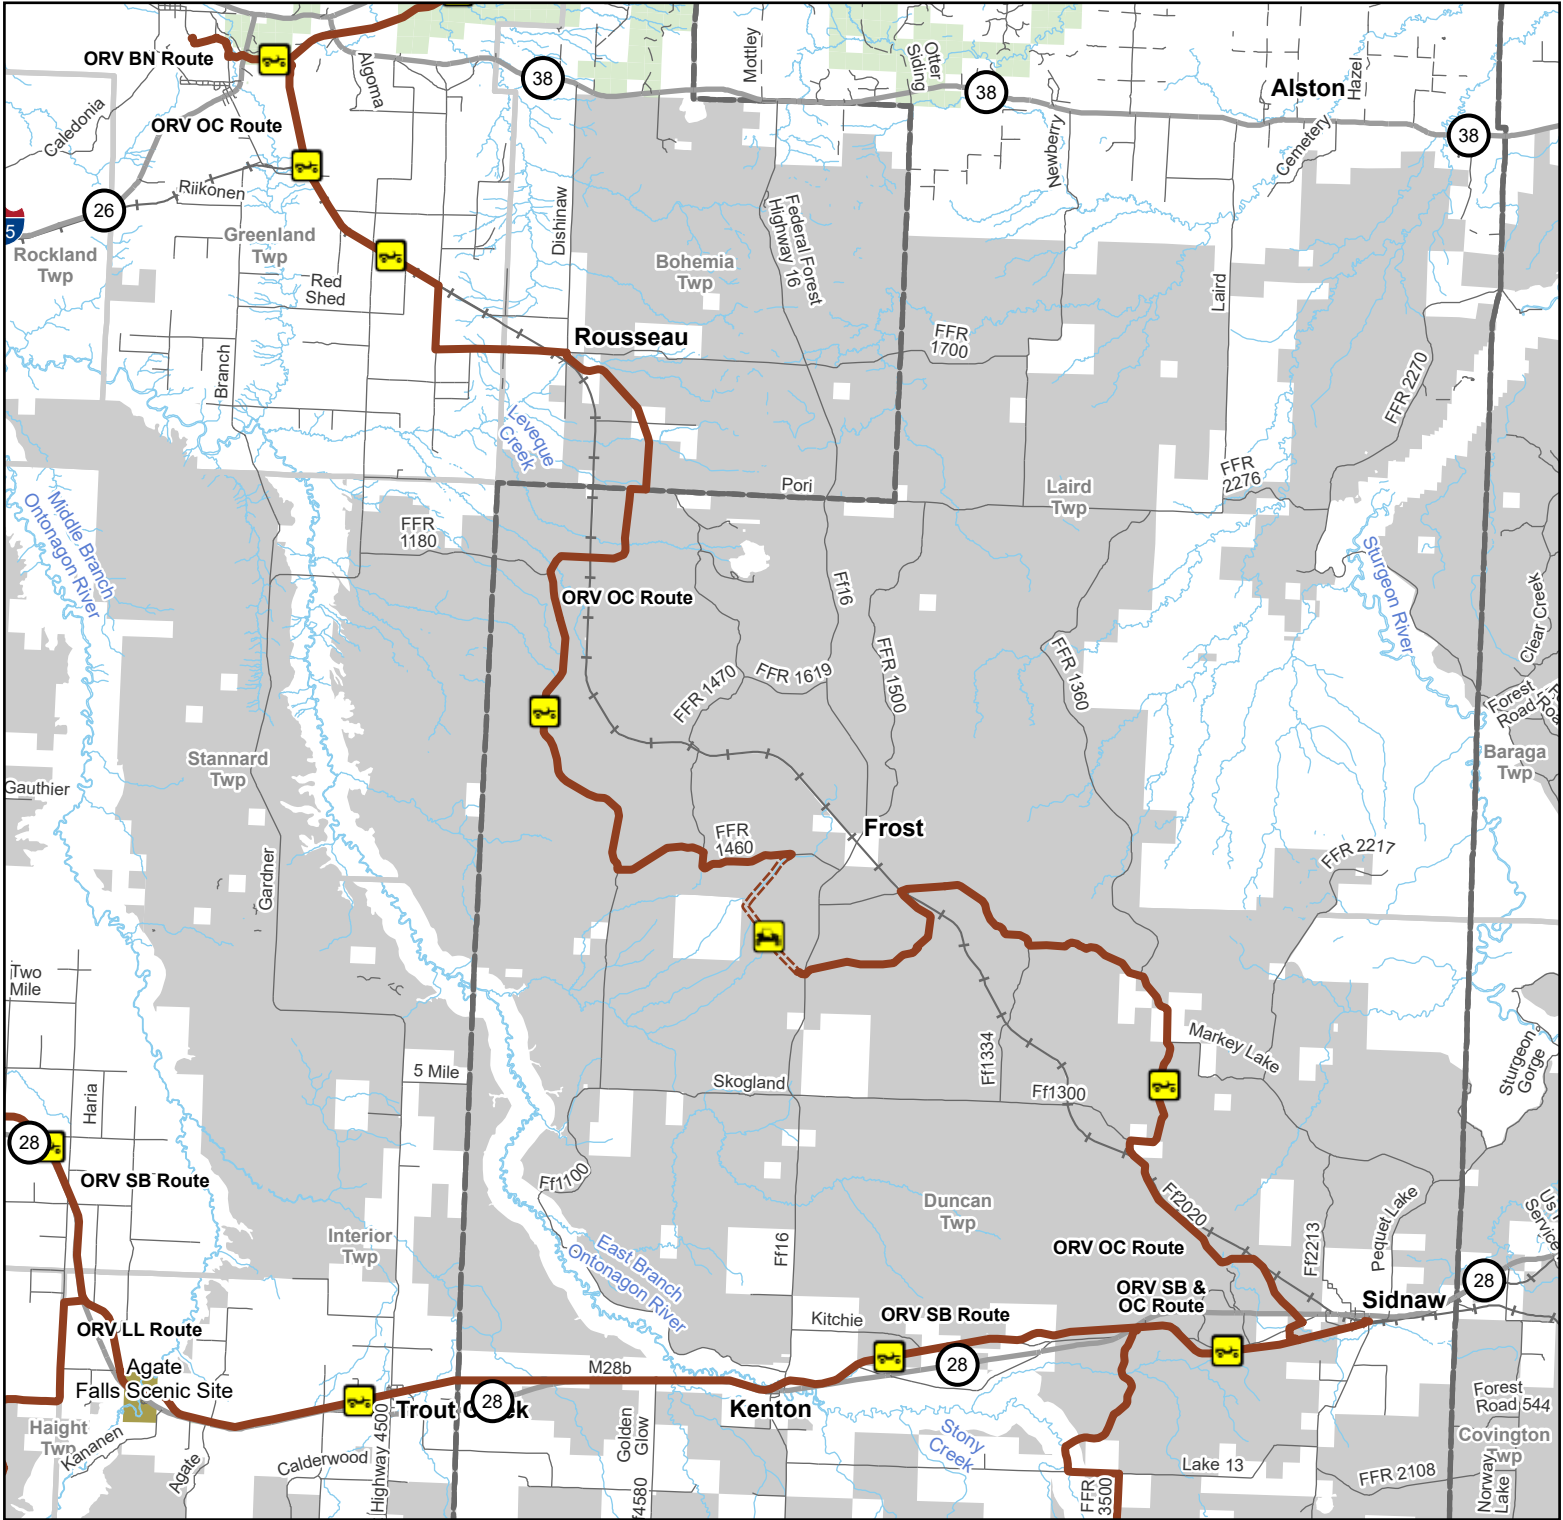 ORV BN Route
Algoma
38
Mottley
Otter
Siding
38
Alston
Hazel
38
Caledonia
ORV OC Route
Cemetery
Newberry
Riikonen
26
5
Rockland
Twp
Greenland
Twp
Dishinaw
Federal Forest
Highway 16
Bohemia
Twp
Red
Shed
Laird
Rousseau
FFR
1700
Branch
FFR 2270
Leveque
Creek
Pori
FFR
2276
Laird
Twp
Middle Branch
Ontonagon River
FFR
1180
Sturgeon River
ORV OC Route
Ff16
Clear Creek
FFR 1470
FFR 1619
FFR 1500
FFR 1360
Forest
Baraga
Twp
Stannard
Twp
Gauthier
Frost
FFR
1460
FFR 2217
Gardner
Two
Mile
Ff1334
Markey Lake
Sturgeon
Gorge
5 Mile
Skogland
Ff1300
Haria
28
ORV SB Route
Ff1100
Ff2020
Duncan
Twp
Pequet Lake
Us
Service
Interior
Twp
Ff16
East Branch
Ontonagon River
ORV OC Route
Ff2213
28
ORV SB &
OC Route
Sidnaw
Kitchie
ORV SB Route
ORV LL Route
Agate
Falls Scenic Site
M28b
28
28
Trout Creek
Kenton
Forest
Road 544
Haight
Twp
Kananen
Highway 4500
Golden
Glow
Stony
Creek
Covington
Twp
Agate
Calderwood
f4580
Lake 13
FFR
3500
FFR 2108
Norway
Lake